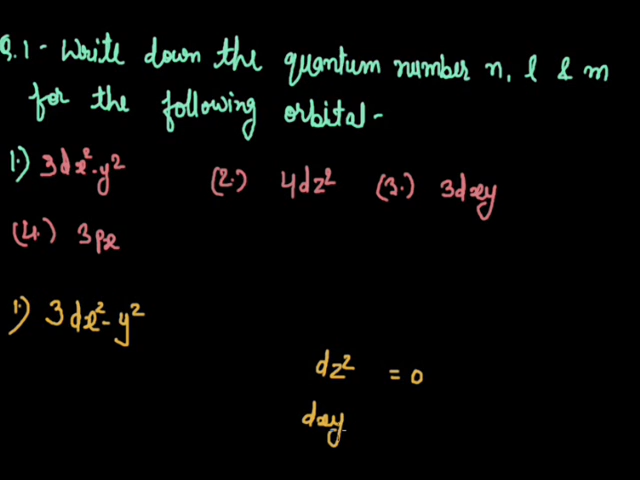 Q.1 - Write down the quantum number n, l & m
for the following orbital -
1.) 3dx²-y² (2.) 4dz² (3.) 3dxy
(4.) 3px
1.) 3dx²-y²
dz² = 0
dxy